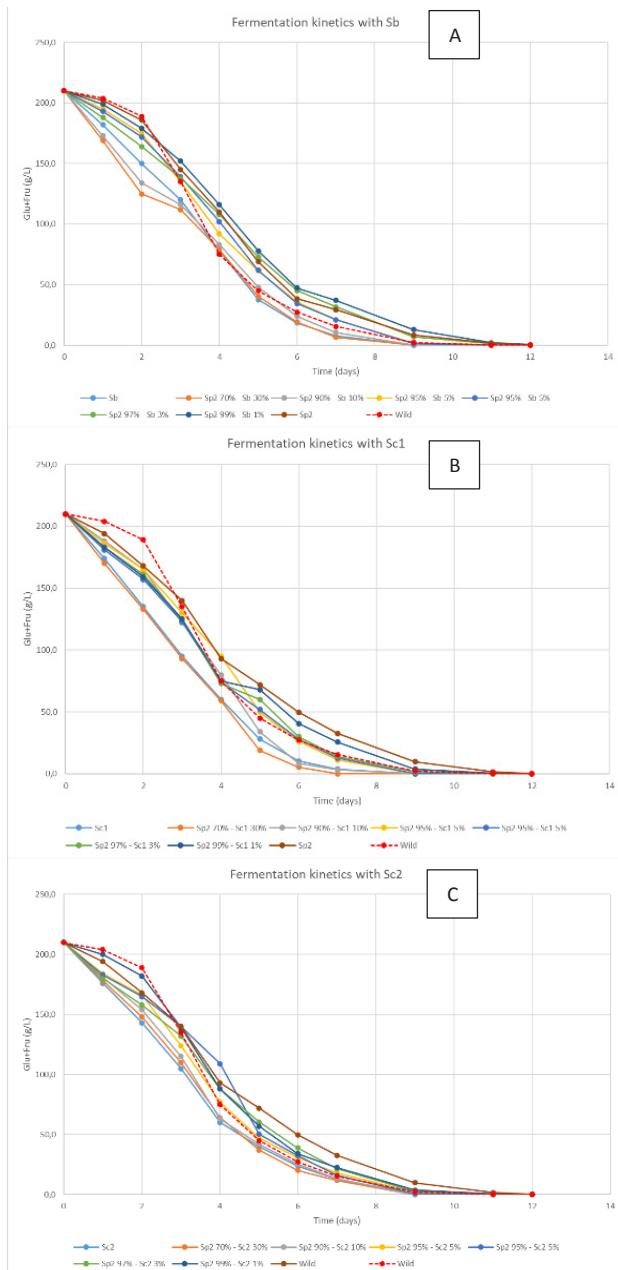 Fermentation kinetics with Sb
A
250,0
200,0
150,0
100,0
50,0
0,0
Glu+Fru (g/L)
0 2 4 6 8 10 12 14
Time (days)
Sb Sp2 70% Sb 30% Sp2 90% Sb 10% Sp2 95% Sb 5% Sp2 95% Sb 5%
Sp2 97% Sb 3% Sp2 99% Sb 1% Sp2 Wild
Fermentation kinetics with Sc1
B
250,0
200,0
150,0
100,0
50,0
0,0
Glu+Fru (g/L)
0 2 4 6 8 10 12 14
Time (days)
Sc1 Sp2 70% - Sc1 30% Sp2 90% - Sc1 10% Sp2 95% - Sc1 5% Sp2 95% - Sc1 5%
Sp2 97% - Sc1 3% Sp2 99% - Sc1 1% Sp2 Wild
Fermentation kinetics with Sc2
C
250,0
200,0
150,0
100,0
50,0
0,0
Glu+Fru (g/L)
0 2 4 6 8 10 12 14
Time (days)
Sc2 Sp2 70% - Sc2 30% Sp2 90% - Sc2 10% Sp2 95% - Sc2 5% Sp2 95% - Sc2 5%
Sp2 97% - Sc2 3% Sp2 99% - Sc2 1% Wild Wild